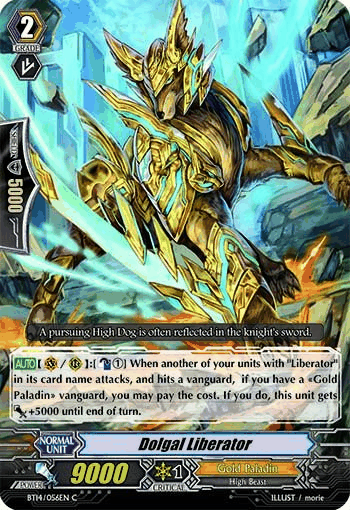 2
GRADE
SHIELD
5000
A pursuing High Dog is often reflected in the knight's sword.
AUTO [ / ]:[ ①] When another of your units with "Liberator"
in its card name attacks, and hits a vanguard, if you have a «Gold
Paladin» vanguard, you may pay the cost. If you do, this unit gets
+5000 until end of turn.
NORMAL
UNIT
Dolgal Liberator
POWER
9000
1
CRITICAL
Gold Paladin
High Beast
BT14/056EN C
ILLUST / morie